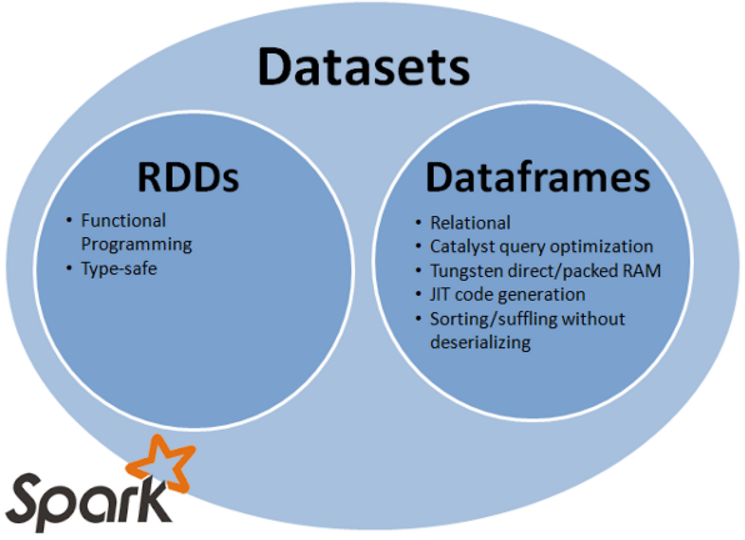 Datasets
RDDs
• Functional
Programming
• Type-safe
Dataframes
• Relational
• Catalyst query optimization
• Tungsten direct/packed RAM
• JIT code generation
• Sorting/suffling without
deserializing
Spark